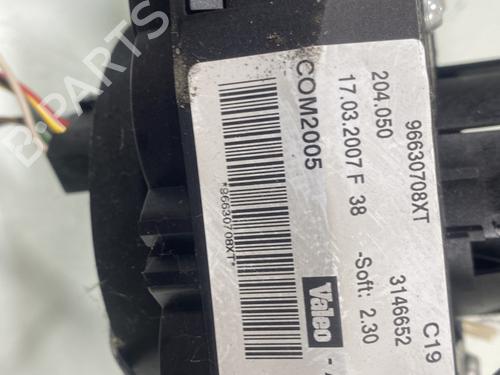 96630708XT
C19
204.050
3146652
17.03.2007 F 38
-Soft: 2.30
COM2005
*96630708XT*
Valeo
B-PARTS